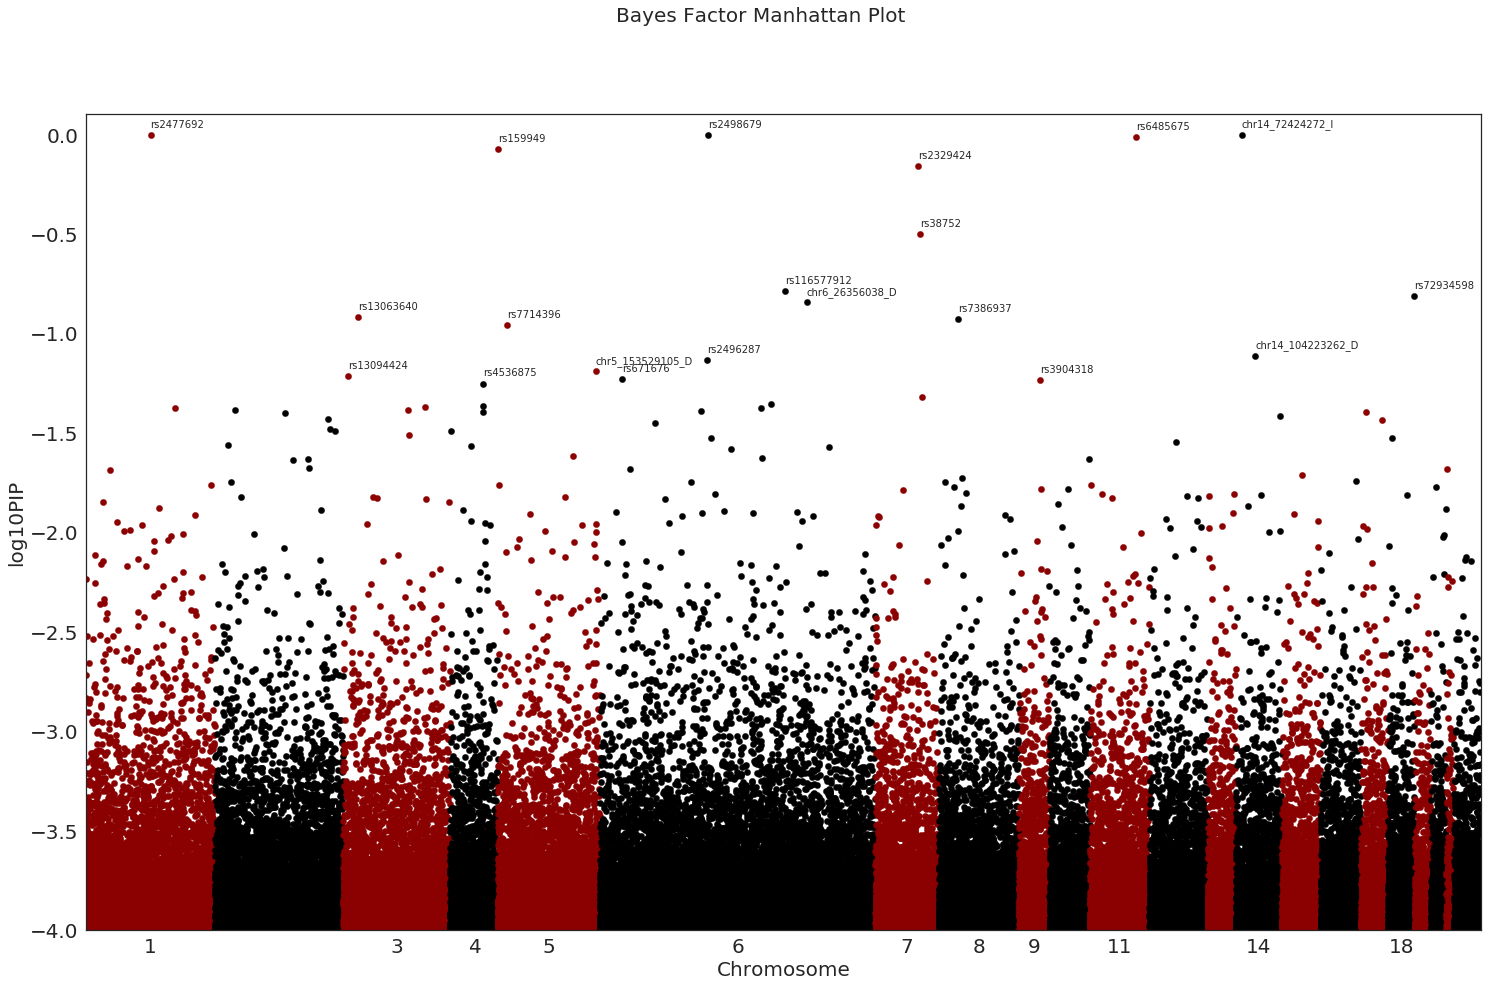 Bayes Factor Manhattan Plot
rs2477692
rs2498679
rs6485675
chr14_72424272_I
rs159949
rs2329424
rs38752
rs116577912
chr6_26356038_D
rs72934598
rs13063640
rs7714396
rs7386937
rs2496287
chr14_104223262_D
chr5_153529105_D
rs13094424
rs4536875
rs671676
rs3904318
0.0
−0.5
−1.0
−1.5
−2.0
−2.5
−3.0
−3.5
−4.0
log10PIP
1 3 4 5 6 7 8 9 11 14 18
Chromosome